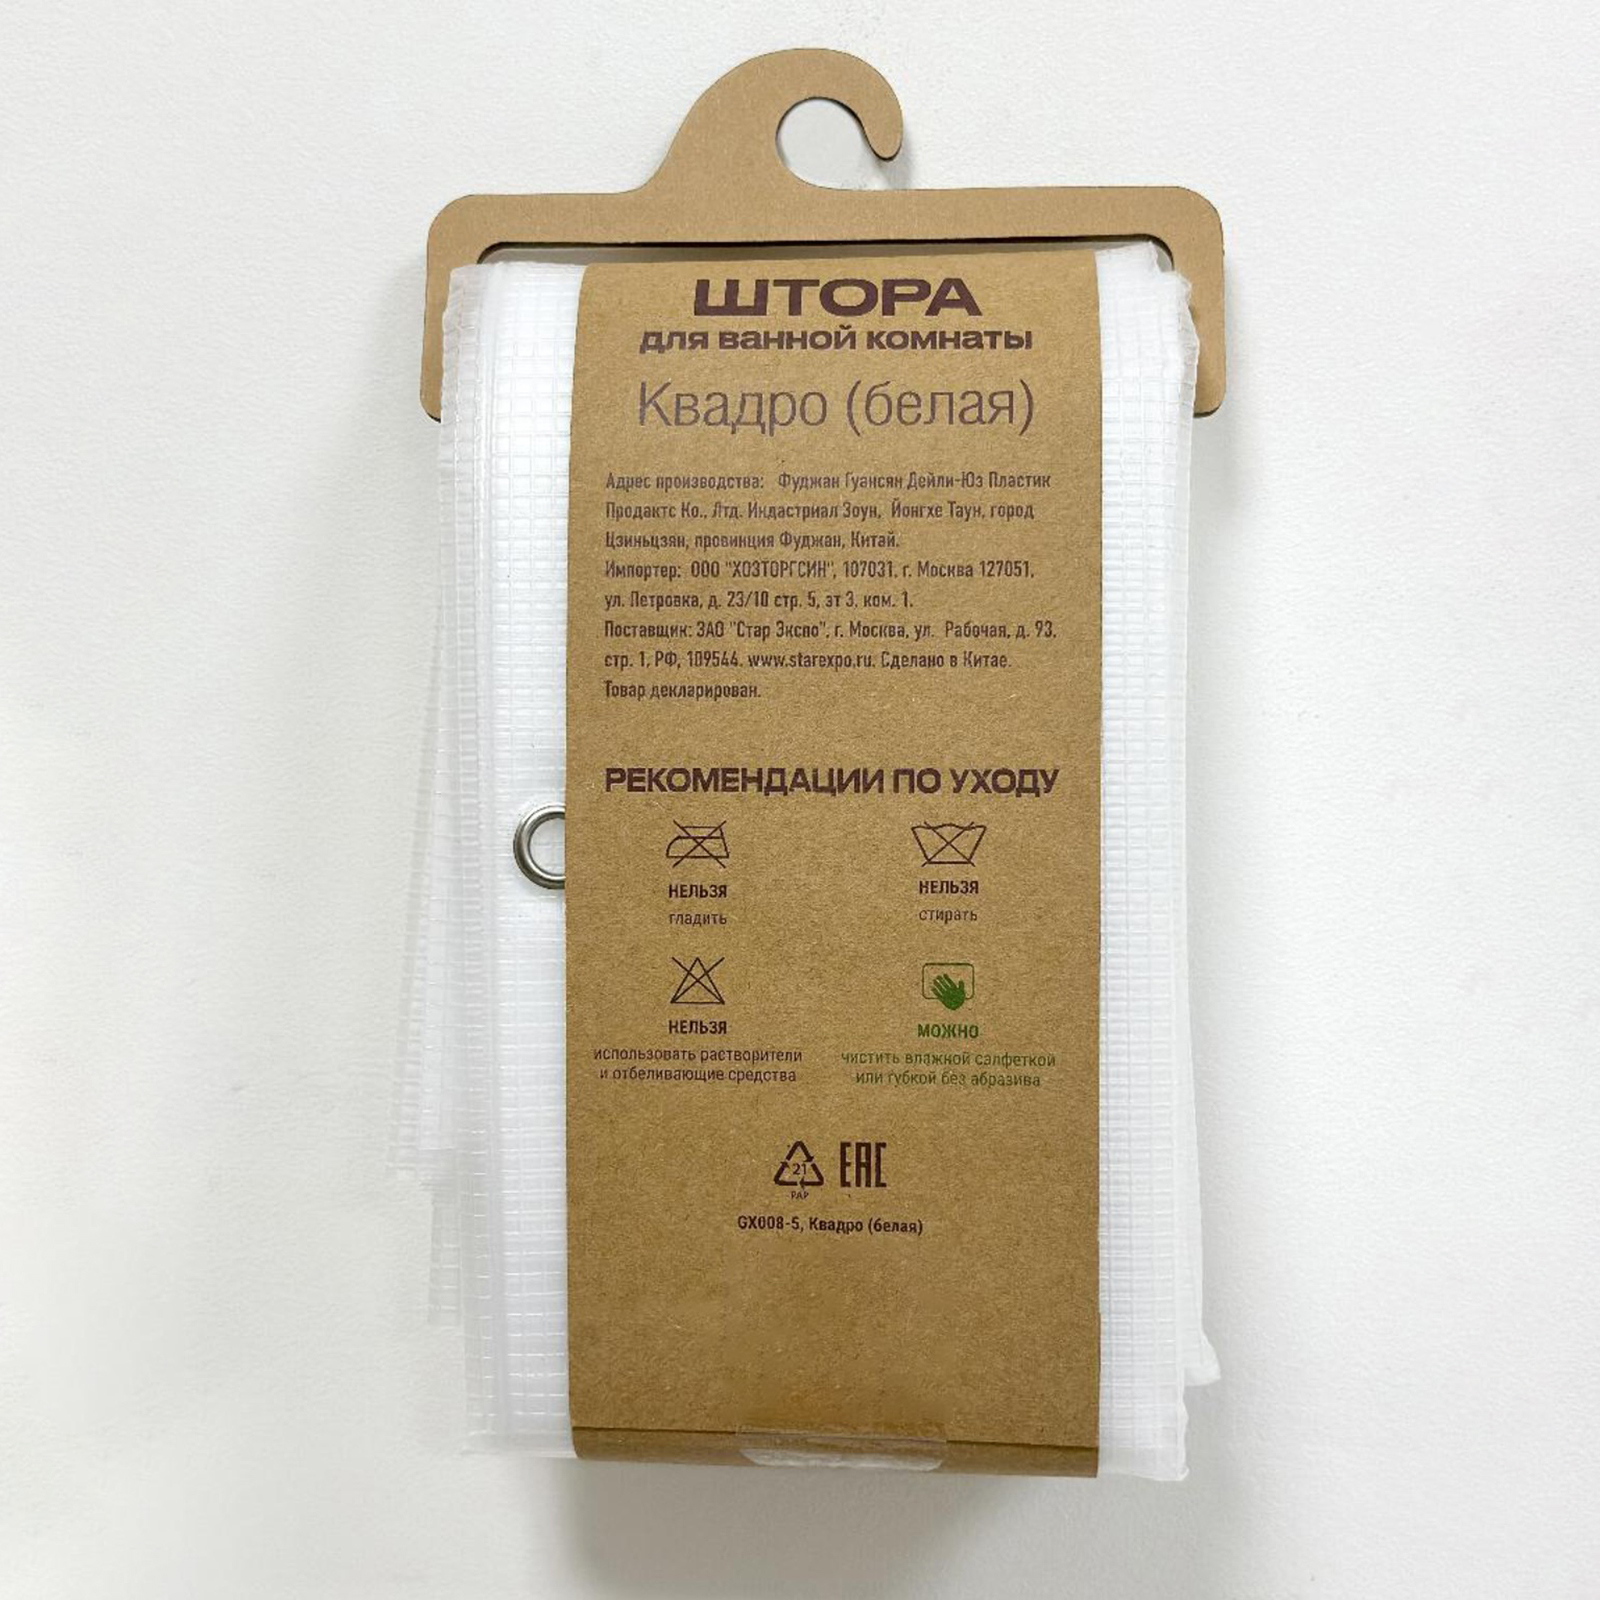 ШТОРА
для ванной комнаты
Квадро (белая)
Адрес производства: Фуджан Гуансян Дейли-Юз Пластик
Продактс Ко., Лтд. Индастриал Зоун, Йонгхе Таун, город
Цзиньцзян, провинция Фуджан, Китай.
Импортер: ООО "ХОЗТОРГСИН", 107031, г. Москва 127051,
ул. Петровка, д. 23/10 стр. 5, эт 3, ком. 1.
Поставщик: ЗАО "Стар Экспо", г. Москва, ул. Рабочая, д. 93,
стр. 1, РФ, 109544. www.starexpo.ru. Сделано в Китае.
Товар декларирован.
РЕКОМЕНДАЦИИ ПО УХОДУ
НЕЛЬЗЯ
гладить
НЕЛЬЗЯ
стирать
НЕЛЬЗЯ
использовать растворители
и отбеливающие средства
МОЖНО
чистить влажной салфеткой
или губкой без абразива
21
PAP
EAC
GX008-5, Квадро (белая)